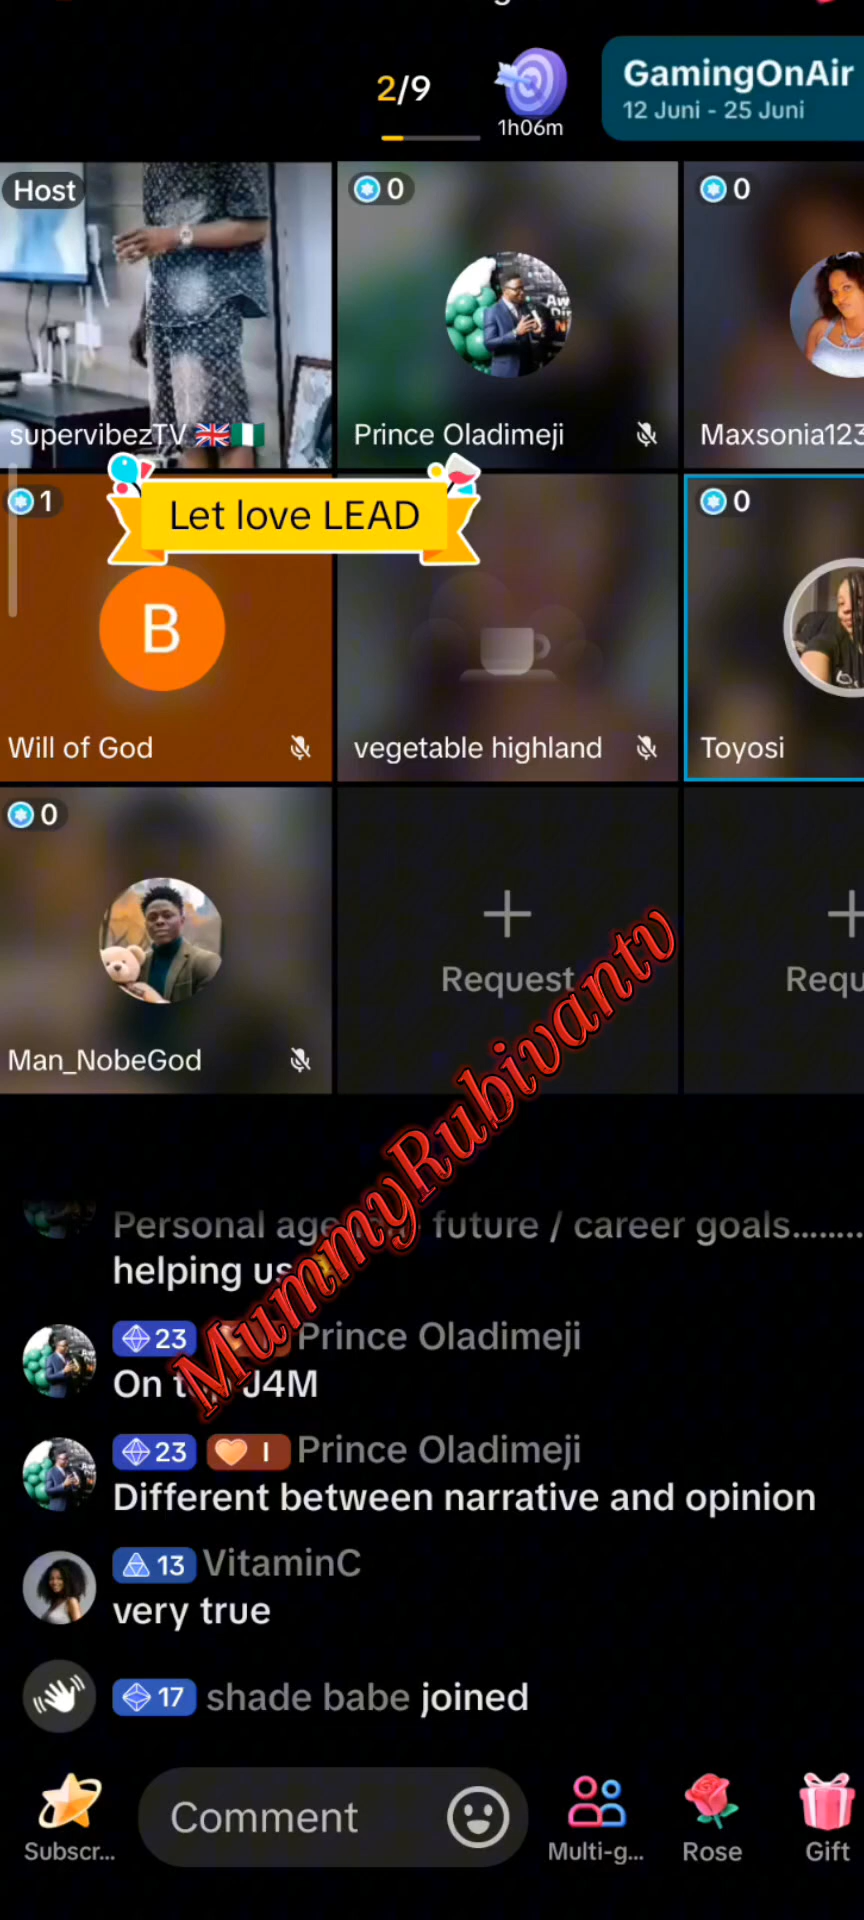 2/9
1h06m
GamingOnAir
12 Juni - 25 Juni
Host
0
0
supervibezTV 🇬🇧🇳🇬
Prince Oladimeji
Maxsonia123
1
Let love LEAD
0
B
Will of God
vegetable highland
Toyosi
0
Request
Man_NobeGod
MummyRubivantv
Personal future / career goals........
helping us
23 Prince Oladimeji
On J4M
23 I Prince Oladimeji
Different between narrative and opinion
13 VitaminC
very true
17 shade babe joined
Comment
Subscr...
Multi-g...
Rose
Gift